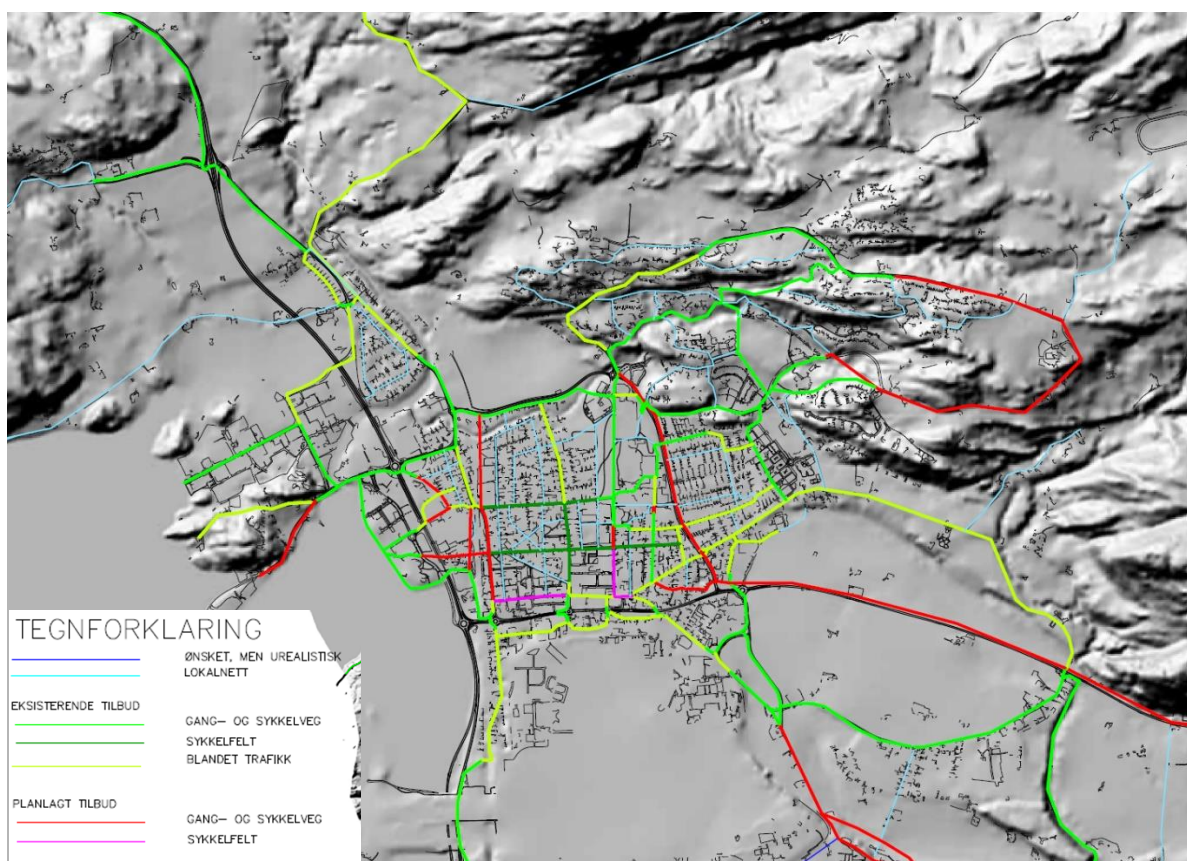 TEGNFORKLARING
ØNSKET, MEN UREALISTISK
LOKALNETT
EKSISTERENDE TILBUD
GANG- OG SYKKELVEG
SYKKELFELT
BLANDET TRAFIKK
PLANLAGT TILBUD
GANG- OG SYKKELVEG
SYKKELFELT